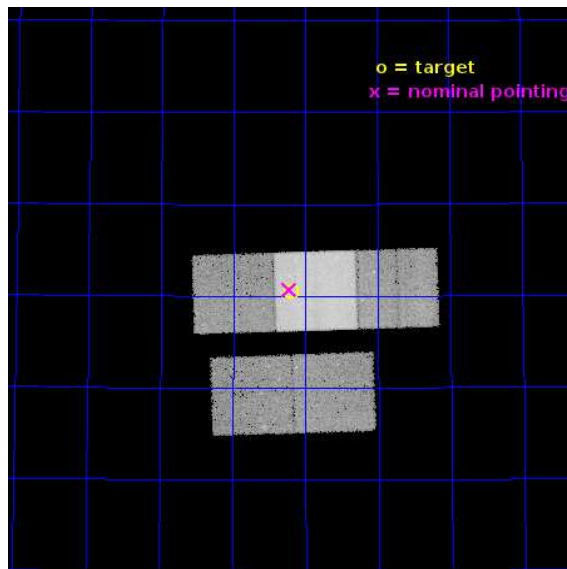 o = target
x = nominal pointing